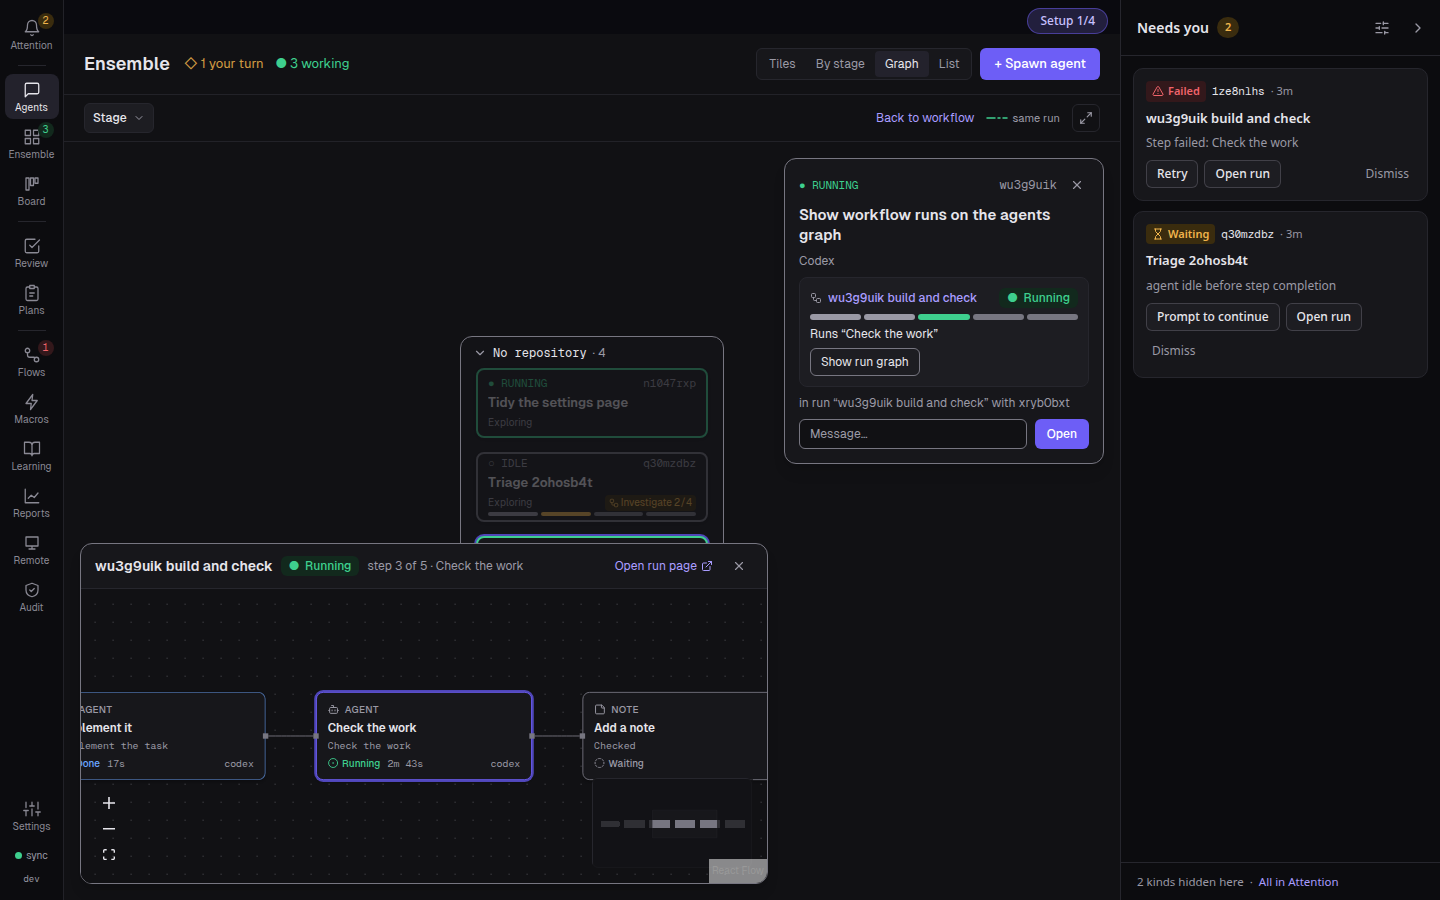 2
Attention
Agents
3
Ensemble
Board
Review
Plans
1
Flows
Macros
Learning
Reports
Remote
Audit
Settings
sync
dev
Setup 1/4
Ensemble
1 your turn
3 working
Tiles
By stage
Graph
List
+ Spawn agent
Stage
Back to workflow
same run
No repository · 4
RUNNING
n1047rxp
Tidy the settings page
Exploring
IDLE
q30mzdbz
Triage 2ohosb4t
Exploring
Investigate 2/4
RUNNING
wu3g9uik
Show workflow runs on the agents
graph
Codex
wu3g9uik build and check
Running
Runs “Check the work”
Show run graph
in run “wu3g9uik build and check” with xryb0bxt
Message...
Open
wu3g9uik build and check
Running
step 3 of 5 · Check the work
Open run page
AGENT
lement it
lement the task
one 17s
codex
AGENT
Check the work
Check the work
Running 2m 43s
codex
NOTE
Add a note
Checked
Waiting
React Flow
Needs you
2
Failed
1ze8nlhs · 3m
wu3g9uik build and check
Step failed: Check the work
Retry
Open run
Dismiss
Waiting
q30mzdbz · 3m
Triage 2ohosb4t
agent idle before step completion
Prompt to continue
Open run
Dismiss
2 kinds hidden here · All in Attention